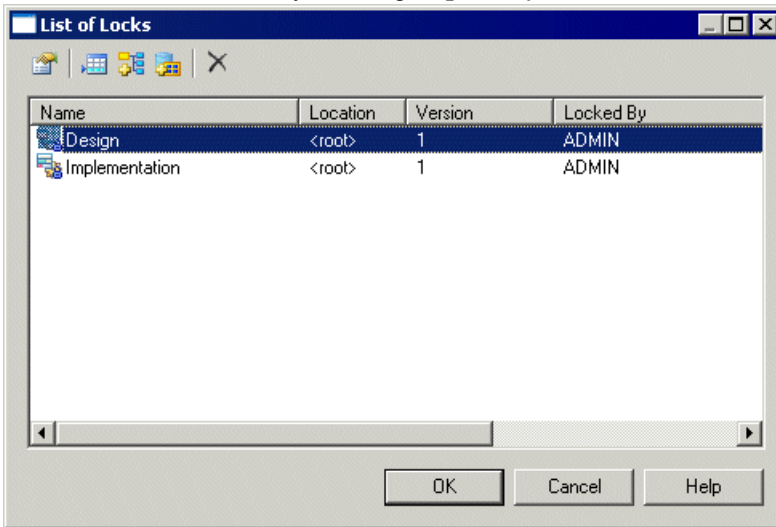 List of Locks
Name Location Version Locked By
Design <root> 1 ADMIN
Implementation <root> 1 ADMIN
OK Cancel Help